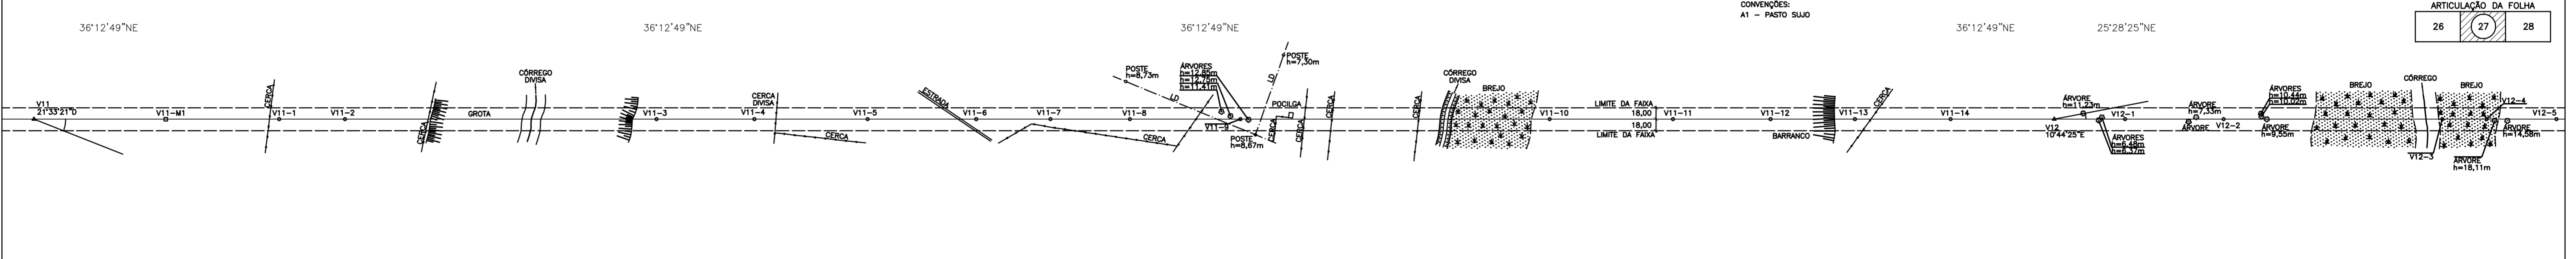 CONVENÇÕES:
A1 - PASTO SUJO
ARTICULAÇÃO DA FOLHA
26 27 28
36°12'49"NE
36°12'49"NE
36°12'49"NE
36°12'49"NE
25°28'25"NE
V11
21°33'21"D
V11-M1
CERCA
V11-1
V11-2
CERCA
GROTA
CÓRREGO
DIVISA
V11-3
CERCA
DIVISA
V11-4
CERCA
V11-5
ESTRADA
V11-6
V11-7
POSTE
h=8,73m
V11-8
CERCA
LD
ÁRVORES
h=12,85m
h=12,75m
h=11,41m
V11-9
POSTE
h=8,67m
LD
POSTE
h=7,30m
POCILGA
CERCA
CERCA
CERCA
CERCA
CÓRREGO
DIVISA
BREJO
V11-10
LIMITE DA FAIXA
18,00
18,00
LIMITE DA FAIXA
V11-11
V11-12
BARRANCO
V11-13
CERCA
V11-14
V12
10°44'25"E
ÁRVORE
h=11,23m
V12-1
ÁRVORES
h=6,48m
h=6,37m
ÁRVORE
h=7,33m
ÁRVORE
V12-2
ÁRVORES
h=10,44m
h=10,02m
ÁRVORE
h=9,55m
BREJO
CÓRREGO
V12-3
BREJO
ÁRVORE
h=18,11m
V12-4
ÁRVORE
h=14,58m
V12-5